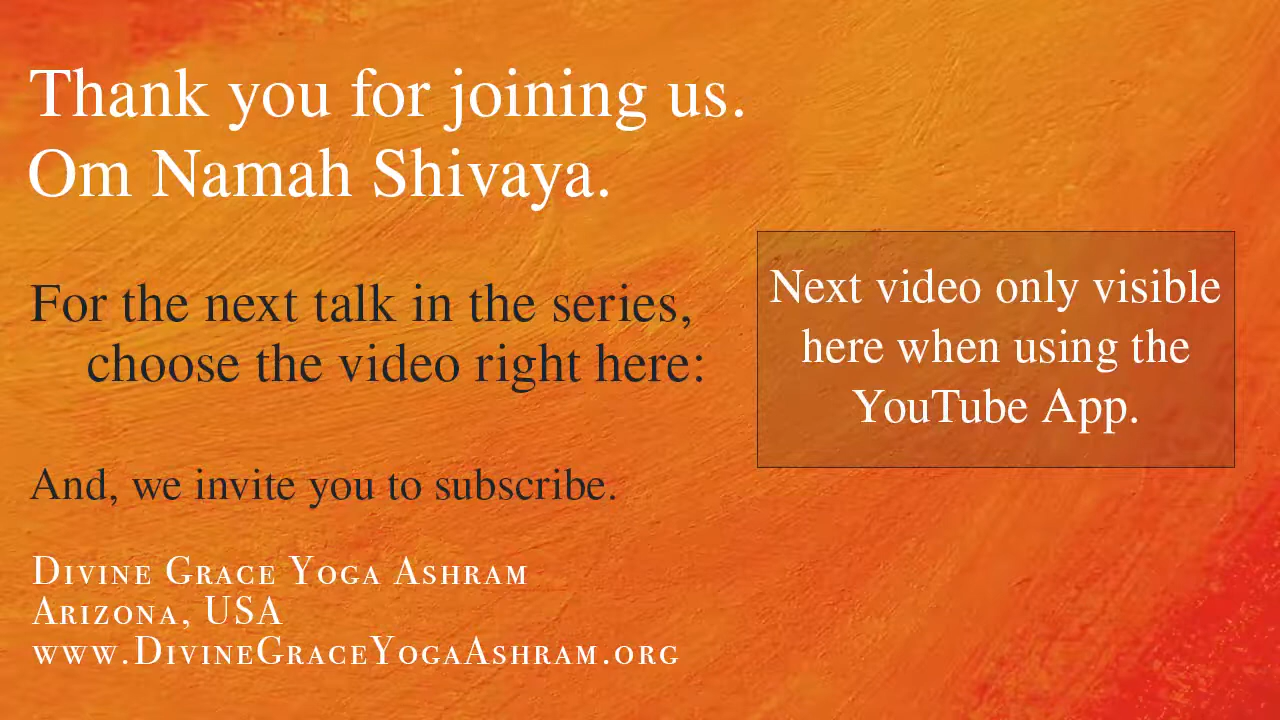 Thank you for joining us.
Om Namah Shivaya.
For the next talk in the series,
choose the video right here:
Next video only visible
here when using the
YouTube App.
And, we invite you to subscribe.
Divine Grace Yoga Ashram
Arizona, USA
www.DivineGraceYogaAshram.org